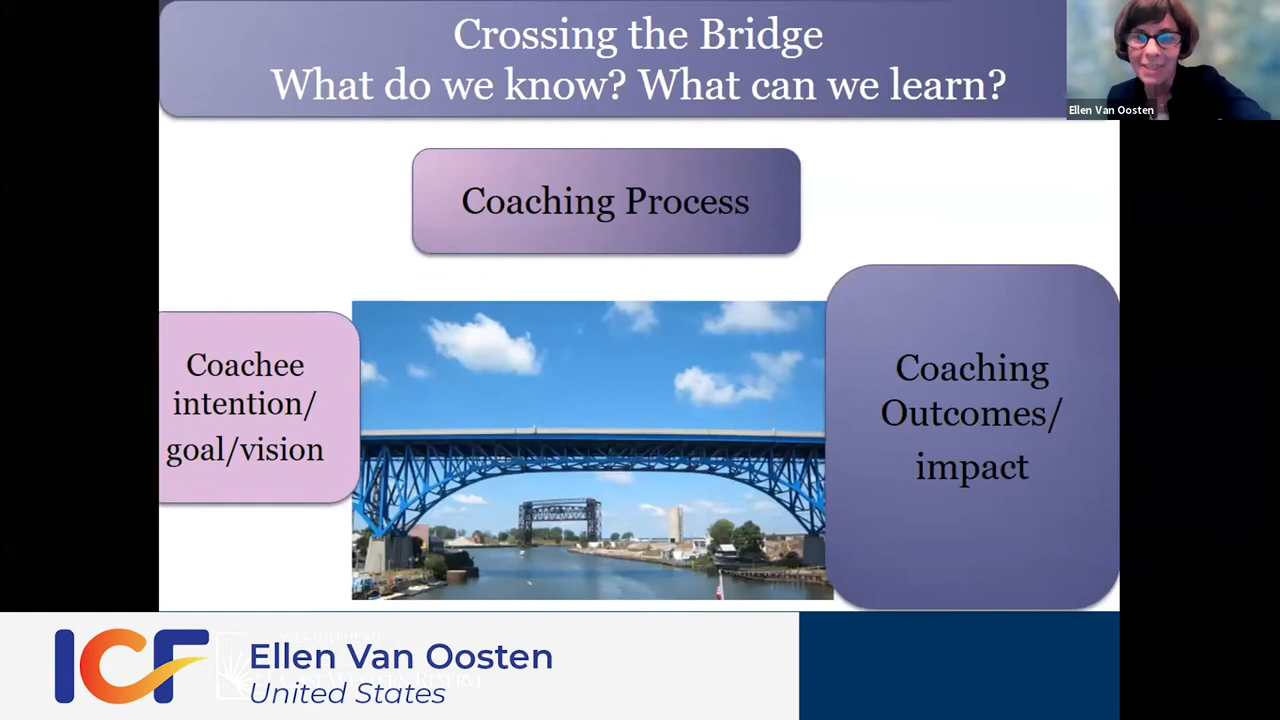 Crossing the Bridge
What do we know? What can we learn?
Ellen Van Oosten
Coaching Process
Coachee
intention/
goal/vision
Coaching
Outcomes/
impact
ICF
Ellen Van Oosten
United States